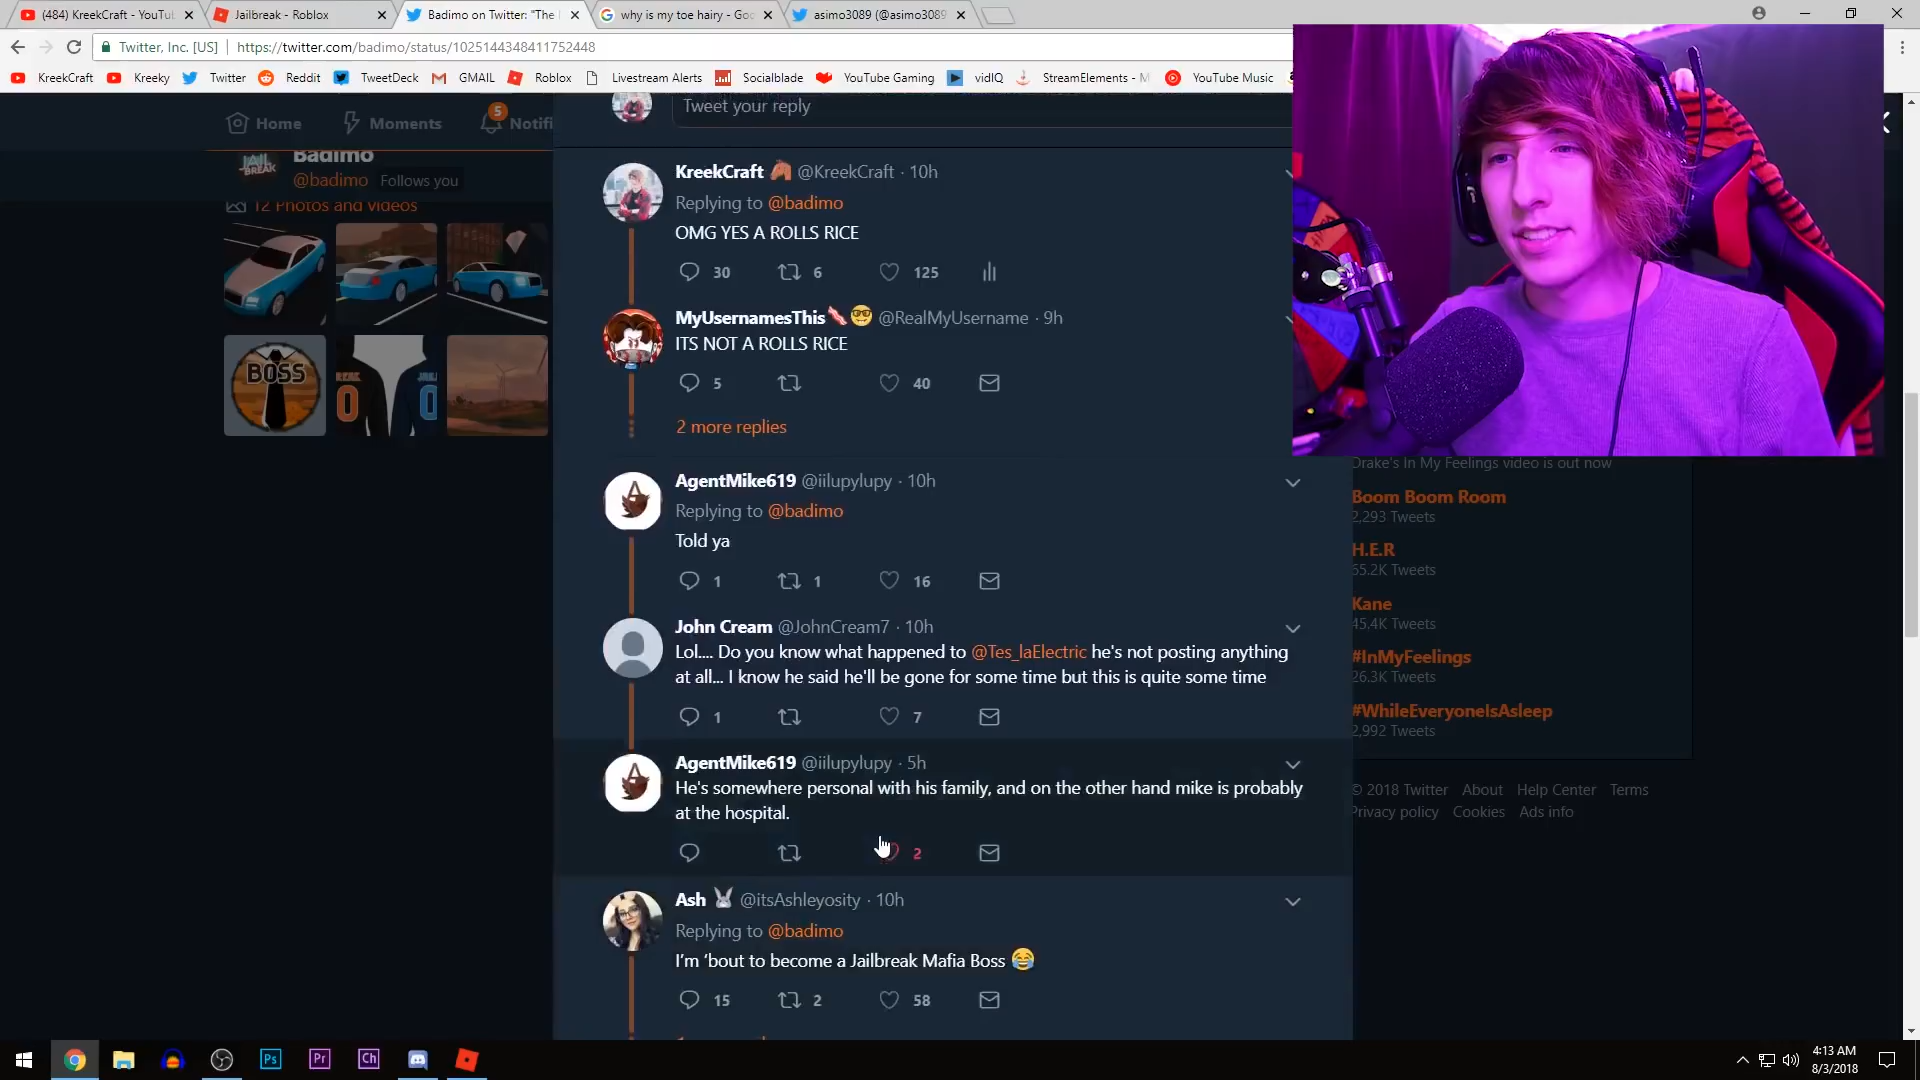 (484) KreekCraft - YouTu
Jailbreak - Roblox
Badimo on Twitter: "The
why is my toe hairy - Goo
asimo3089 (@asimo3089
Twitter, Inc. [US]
https://twitter.com/badimo/status/1025144348411752448
KreekCraft
Kreeky
Twitter
Reddit
TweetDeck
GMAIL
Roblox
Livestream Alerts
Socialblade
YouTube Gaming
vidIQ
StreamElements - M
YouTube Music
Home
Moments
5
Notifi
Badimo
@badimo Follows you
12 Photos and videos
JAIL
BREAK
BOSS
Tweet your reply
KreekCraft @KreekCraft · 10h
Replying to @badimo
OMG YES A ROLLS RICE
30 6 125
MyUsernamesThis @RealMyUsername · 9h
ITS NOT A ROLLS RICE
5 40
2 more replies
AgentMike619 @iilupylupy · 10h
Replying to @badimo
Told ya
1 1 16
John Cream @JohnCream7 · 10h
Lol.... Do you know what happened to @Tes_laElectric he's not posting anything
at all... I know he said he'll be gone for some time but this is quite some time
1 7
AgentMike619 @iilupylupy · 5h
He's somewhere personal with his family, and on the other hand mike is probably
at the hospital.
2
Ash @itsAshleyosity · 10h
Replying to @badimo
I'm 'bout to become a Jailbreak Mafia Boss 😂
15 2 58
Drake's In My Feelings video is out now
Boom Boom Room
2,293 Tweets
H.E.R
65.2K Tweets
Kane
45.4K Tweets
#InMyFeelings
26.3K Tweets
#WhileEveryoneIsAsleep
2,992 Tweets
© 2018 Twitter About Help Center Terms
Privacy policy Cookies Ads info
Ps
Pr
Ch
4:13 AM
8/3/2018